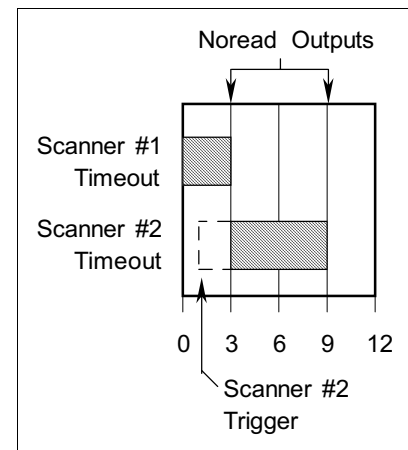 Noread Outputs
Scanner #1
Timeout
Scanner #2
Timeout
0 3 6 9 12
Scanner #2
Trigger